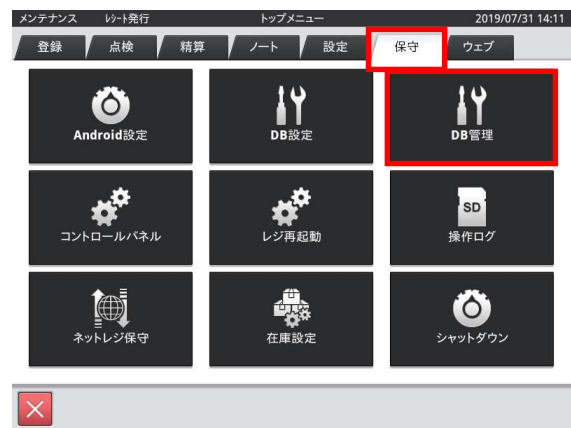 メンテナンス ﾚｼｰﾄ発行 トップメニュー 2019/07/31 14:11
登録 点検 精算 ノート 設定 保守 ウェブ
Android設定 DB設定 DB管理
コントロールパネル レジ再起動 SD 操作ログ
ネットレジ保守 在庫設定 シャットダウン